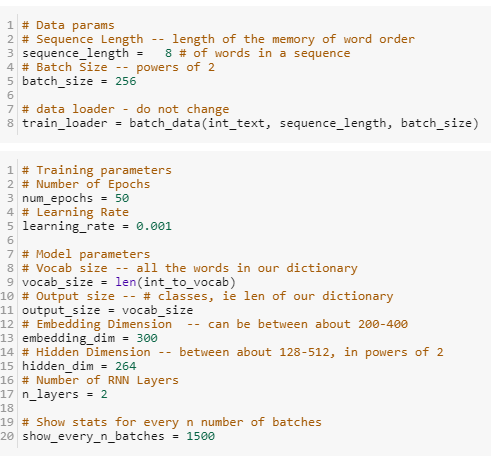 1 # Data params
2 # Sequence Length -- length of the memory of word order
3 sequence_length =   8 # of words in a sequence
4 # Batch Size -- powers of 2
5 batch_size = 256
6
7 # data loader - do not change
8 train_loader = batch_data(int_text, sequence_length, batch_size)
1 # Training parameters
2 # Number of Epochs
3 num_epochs = 50
4 # Learning Rate
5 learning_rate = 0.001
6
7 # Model parameters
8 # Vocab size -- all the words in our dictionary
9 vocab_size = len(int_to_vocab)
10 # Output size -- # classes, ie len of our dictionary
11 output_size = vocab_size
12 # Embedding Dimension  -- can be between about 200-400
13 embedding_dim = 300
14 # Hidden Dimension -- between about 128-512, in powers of 2
15 hidden_dim = 264
16 # Number of RNN Layers
17 n_layers = 2
18
19 # Show stats for every n number of batches
20 show_every_n_batches = 1500